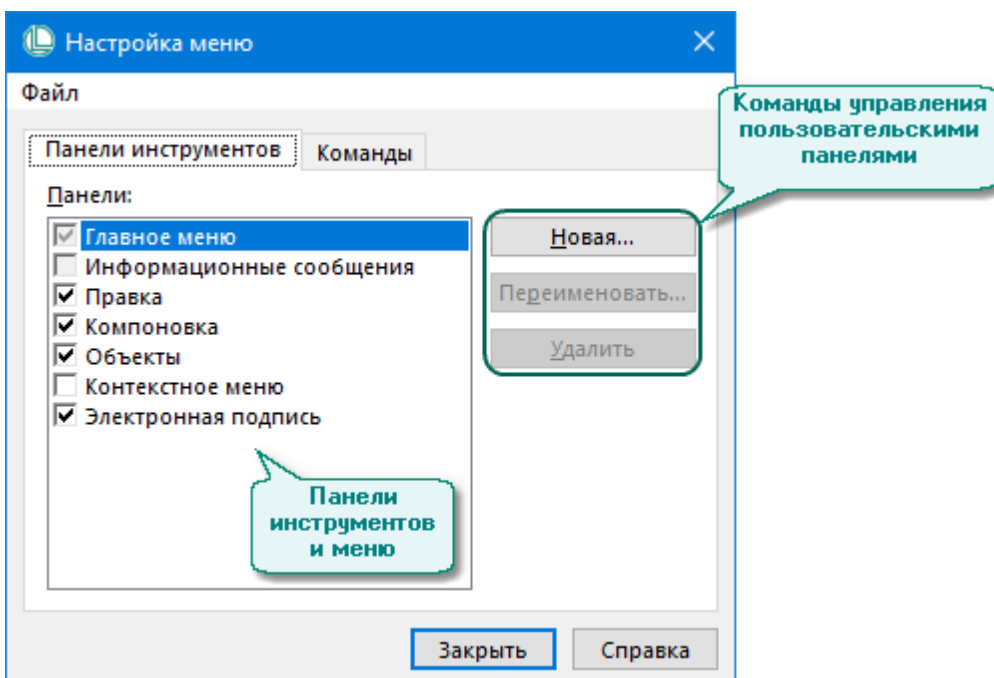 Настройка меню
Файл
Команды управления
пользовательскими
панелями
Панели инструментов
Команды
Панели:
Главное меню
Информационные сообщения
Правка
Компоновка
Объекты
Контекстное меню
Электронная подпись
Новая...
Переименовать...
Удалить
Панели
инструментов
и меню
Закрыть
Справка